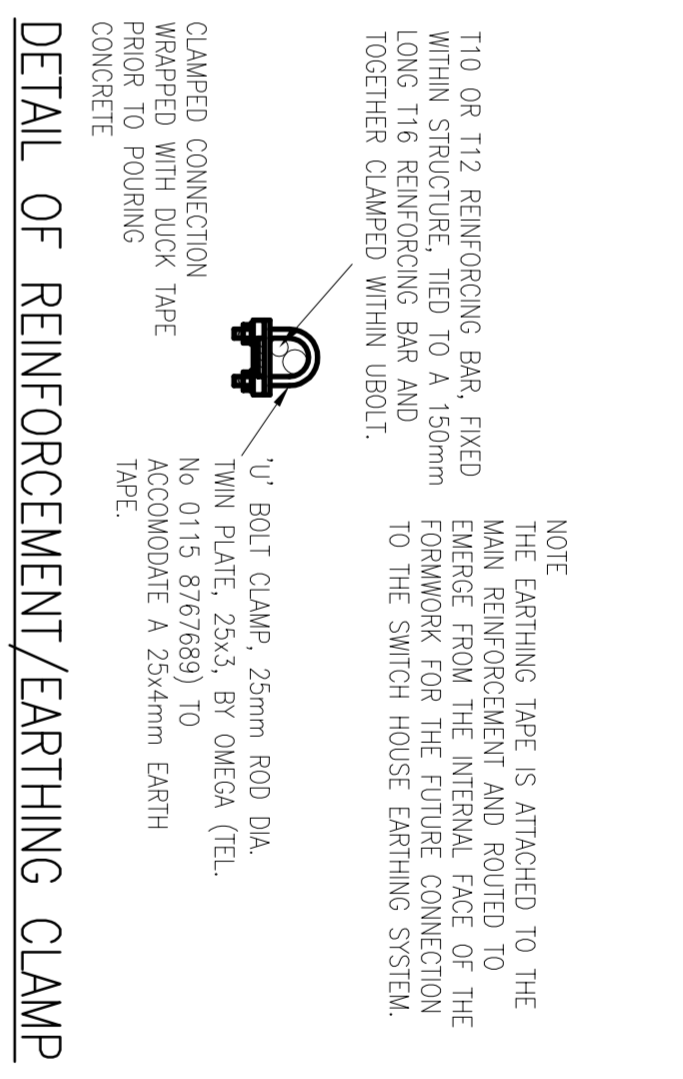 T10 OR T12 REINFORCING BAR, FIXED
WITHIN STRUCTURE, TIED TO A 150mm
LONG T16 REINFORCING BAR AND
TOGETHER CLAMPED WITHIN UBOLT.
NOTE
THE EARTHING TAPE IS ATTACHED TO THE
MAIN REINFORCEMENT AND ROUTED TO
EMERGE FROM THE INTERNAL FACE OF THE
FORMWORK FOR THE FUTURE CONNECTION
TO THE SWITCH HOUSE EARTHING SYSTEM.
CLAMPED CONNECTION
WRAPPED WITH DUCK TAPE
PRIOR TO POURING
CONCRETE
'U' BOLT CLAMP, 25mm ROD DIA.
TWIN PLATE, 25x3, BY OMEGA (TEL.
No 0115 8767689) TO
ACCOMODATE A 25x4mm EARTH
TAPE.
DETAIL OF REINFORCEMENT/EARTHING CLAMP